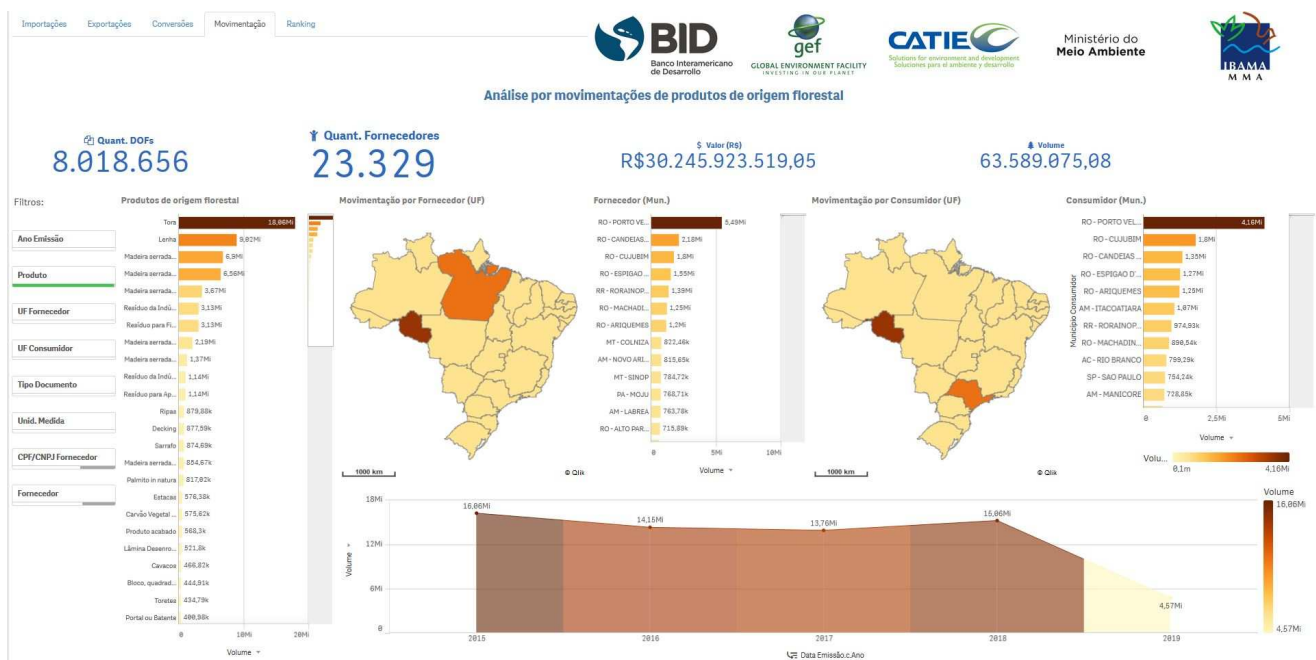 Importações Exportações Conversões Movimentação Ranking
BID
Banco Interamericano
de Desarrollo
gef
GLOBAL ENVIRONMENT FACILITY
INVESTING IN OUR PLANET
CATIE
Solutions for environment and development
Soluciones para el ambiente y desarrollo
Ministério do
Meio Ambiente
IBAMA
M M A
Análise por movimentações de produtos de origem florestal
Quant. DOFs
8.018.656
Quant. Fornecedores
23.329
$ Valor (R$)
R$30.245.923.519,05
Volume
63.589.075,08
Filtros:
Ano Emissão
Produto
UF Fornecedor
UF Consumidor
Tipo Documento
Unid. Medida
CPF/CNPJ Fornecedor
Fornecedor
Produtos de origem florestal
Tora 18,06Mi
Lenha 9,02Mi
Madeira serrada... 6,9Mi
Madeira serrada... 6,56Mi
Madeira serrada... 3,67Mi
Resíduo da Indú... 3,13Mi
Resíduo para Fi... 3,13Mi
Madeira serrada... 2,19Mi
Madeira serrada... 1,37Mi
Resíduo da Indú... 1,14Mi
Resíduo para Ap... 1,14Mi
Ripas 879,88k
Decking 877,59k
Sarrafo 874,69k
Madeira serrada... 854,67k
Palmito in natura 817,02k
Estacas 576,38k
Carvão Vegetal ... 575,62k
Produto acabado 568,3k
Lâmina Desenro... 521,8k
Cavacos 466,82k
Bloco, quadrad... 444,91k
Toretes 434,79k
Portal ou Batente 400,98k
0 10Mi 20Mi
Volume
Movimentação por Fornecedor (UF)
1000 km
© Qlik
Fornecedor (Mun.)
RO - PORTO VE... 5,49Mi
RO - CANDEIAS... 2,18Mi
RO - CUJUBIM 1,8Mi
RO - ESPIGAO ... 1,55Mi
RR - RORAINOP... 1,39Mi
RO - MACHADI... 1,25Mi
RO - ARIQUEMES 1,2Mi
MT - COLNIZA 822,46k
AM - NOVO ARI... 815,65k
MT - SINOP 784,72k
PA - MOJU 768,71k
AM - LABREA 763,78k
RO - ALTO PAR... 715,89k
0 5Mi 10Mi
Volume
Movimentação por Consumidor (UF)
1000 km
© Qlik
Consumidor (Mun.)
Município Consumidor
RO - PORTO VEL... 4,16Mi
RO - CUJUBIM 1,8Mi
RO - CANDEIAS ... 1,35Mi
RO - ESPIGAO D'... 1,27Mi
RO - ARIQUEMES 1,25Mi
AM - ITACOATIARA 1,07Mi
RR - RORAINOP... 974,93k
RO - MACHADIN... 890,54k
AC - RIO BRANCO 799,29k
SP - SAO PAULO 754,24k
AM - MANICORE 728,85k
0 2,5Mi 5Mi
Volume
Volu...
0,1m 4,16Mi
Volume
18Mi
12Mi
6Mi
0
16,06Mi
14,15Mi
13,76Mi
15,06Mi
4,57Mi
2015 2016 2017 2018 2019
Data Emissão.c.Ano
Volume
16,06Mi
4,57Mi